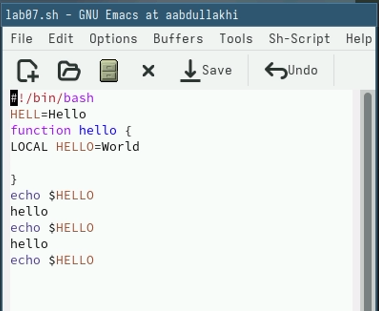 lab07.sh - GNU Emacs at aabdullakhi
File Edit Options Buffers Tools Sh-Script Help
Save Undo
#!/bin/bash
HELL=Hello
function hello {
LOCAL HELLO=World
}
echo $HELLO
hello
echo $HELLO
hello
echo $HELLO